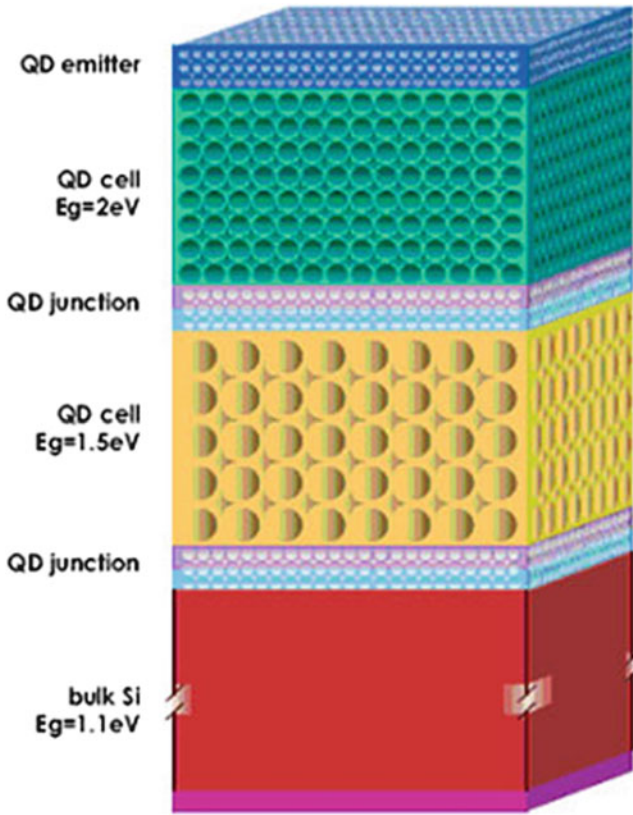 QD emitter
QD cell
Eg=2eV
QD junction
QD cell
Eg=1.5eV
QD junction
bulk Si
Eg=1.1eV